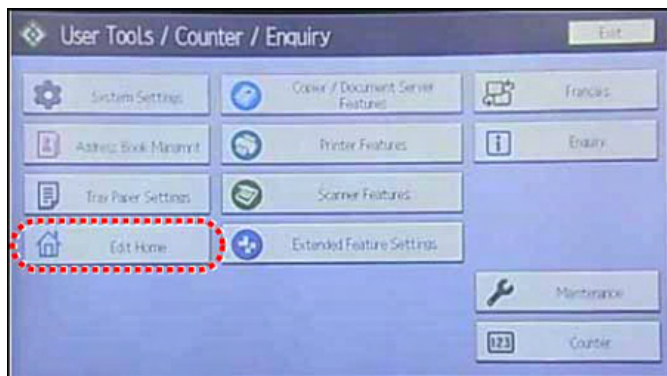 User Tools / Counter / Enquiry
Exit
System Settings
Copier / Document Server
Features
Français
Address Book Mangmnt
Printer Features
Enquiry
Tray Paper Settings
Scanner Features
Edit Home
Extended Feature Settings
Maintenance
123
Counter